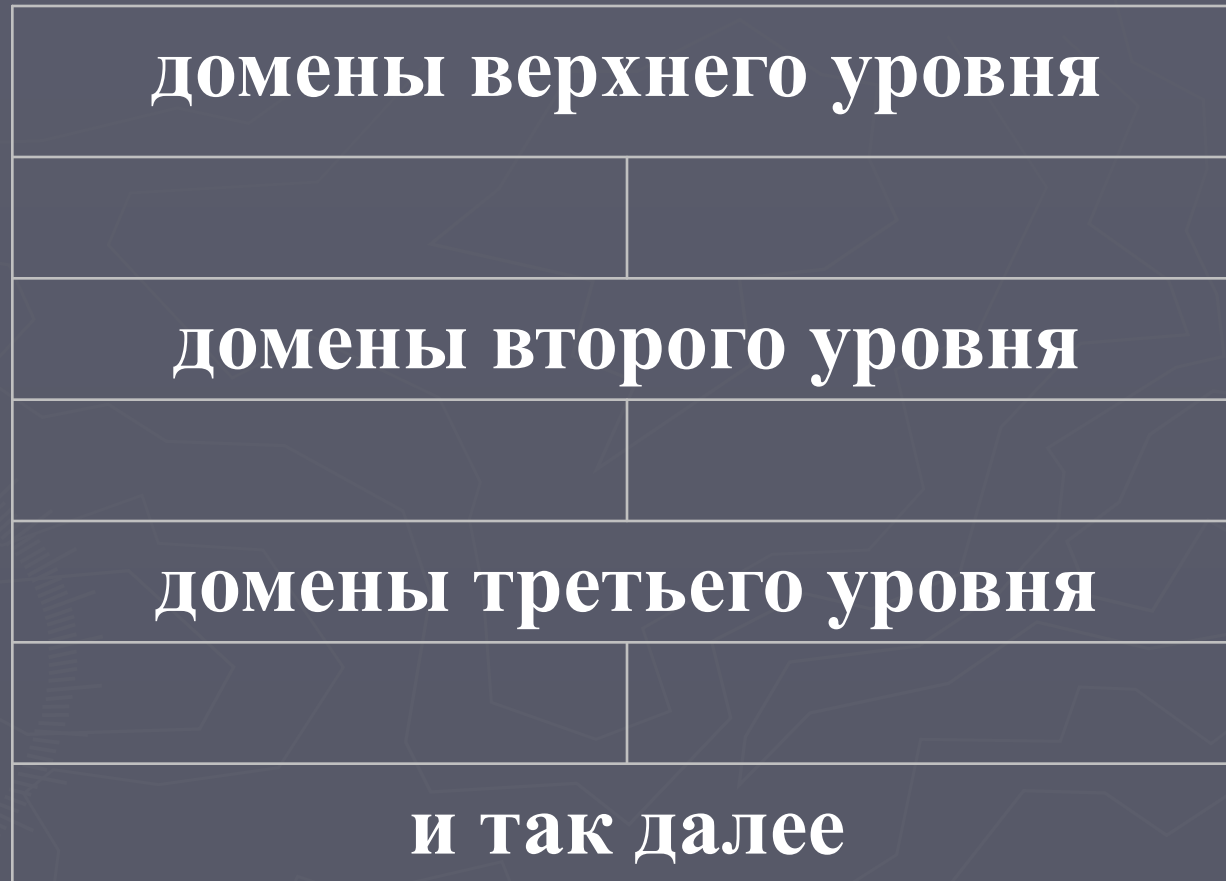 домены верхнего уровня
домены второго уровня
домены третьего уровня
и так далее